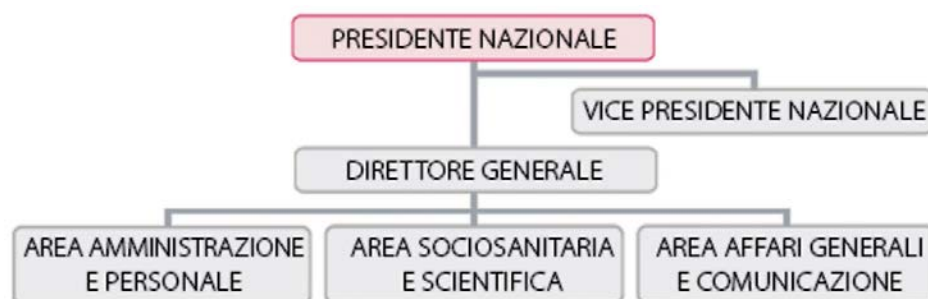 PRESIDENTE NAZIONALE
VICE PRESIDENTE NAZIONALE
DIRETTORE GENERALE
AREA AMMINISTRAZIONE
E PERSONALE
AREA SOCIOSANITARIA
E SCIENTIFICA
AREA AFFARI GENERALI
E COMUNICAZIONE